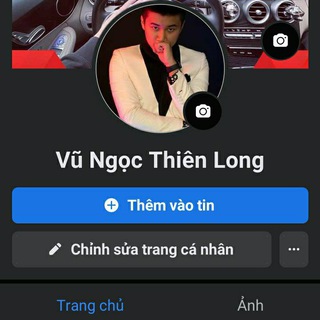 Vũ Ngọc Thiên Long
Thêm vào tin
Chỉnh sửa trang cá nhân
Trang chủ
Ảnh